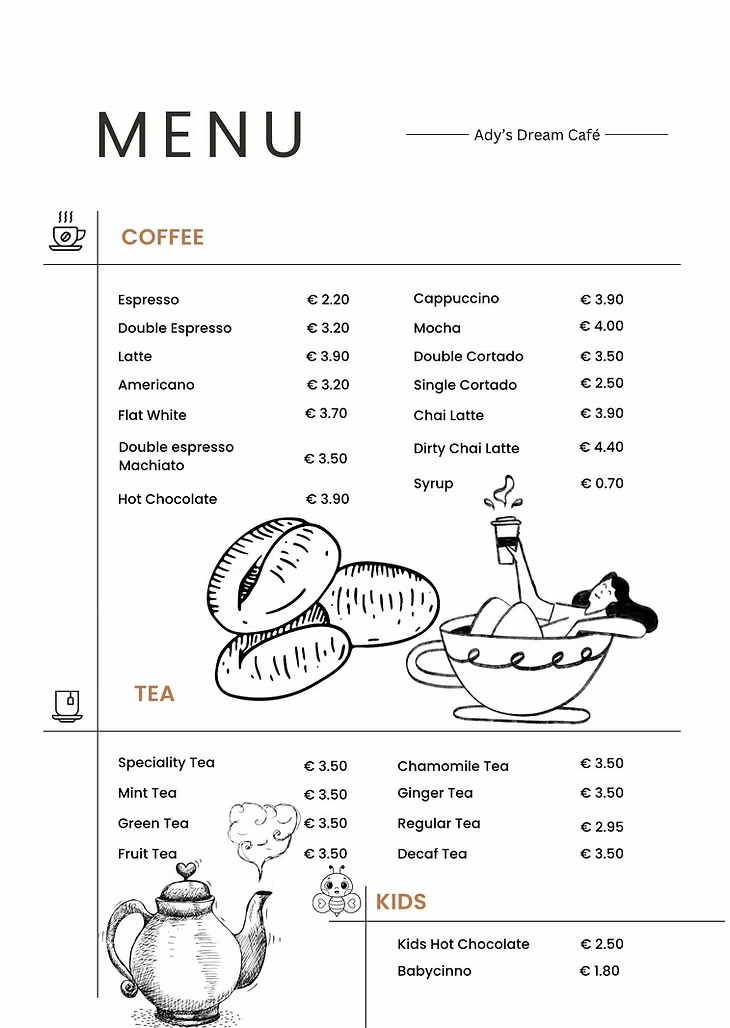 MENU
Ady's Dream Café
COFFEE
Espresso € 2.20
Double Espresso € 3.20
Latte € 3.90
Americano € 3.20
Flat White € 3.70
Double espresso
Machiato € 3.50
Hot Chocolate € 3.90
Cappuccino € 3.90
Mocha € 4.00
Double Cortado € 3.50
Single Cortado € 2.50
Chai Latte € 3.90
Dirty Chai Latte € 4.40
Syrup € 0.70
TEA
Speciality Tea € 3.50
Mint Tea € 3.50
Green Tea € 3.50
Fruit Tea € 3.50
Chamomile Tea € 3.50
Ginger Tea € 3.50
Regular Tea € 2.95
Decaf Tea € 3.50
KIDS
Kids Hot Chocolate € 2.50
Babycinno € 1.80